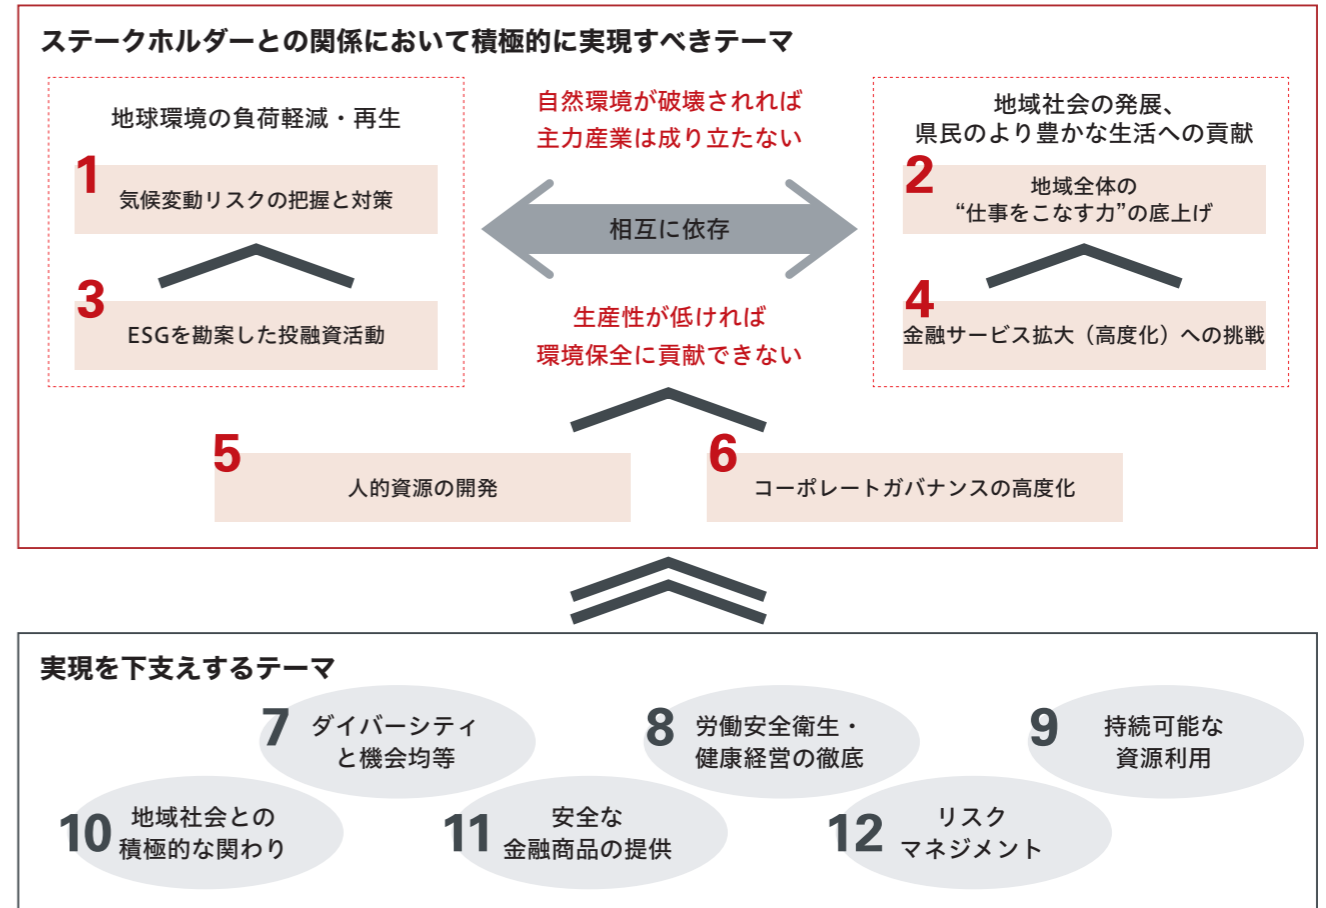 ステークホルダーとの関係において積極的に実現すべきテーマ
地球環境の負荷軽減・再生
1
気候変動リスクの把握と対策
3
ESGを勘案した投融資活動
自然環境が破壊されれば
主力産業は成り立たない
相互に依存
生産性が低ければ
環境保全に貢献できない
地域社会の発展、
県民のより豊かな生活への貢献
2
地域全体の
“仕事をこなす力”の底上げ
4
金融サービス拡大（高度化）への挑戦
5
人的資源の開発
6
コーポレートガバナンスの高度化
実現を下支えするテーマ
7
ダイバーシティ
と機会均等
8
労働安全衛生・
健康経営の徹底
9
持続可能な
資源利用
10
地域社会との
積極的な関わり
11
安全な
金融商品の提供
12
リスク
マネジメント